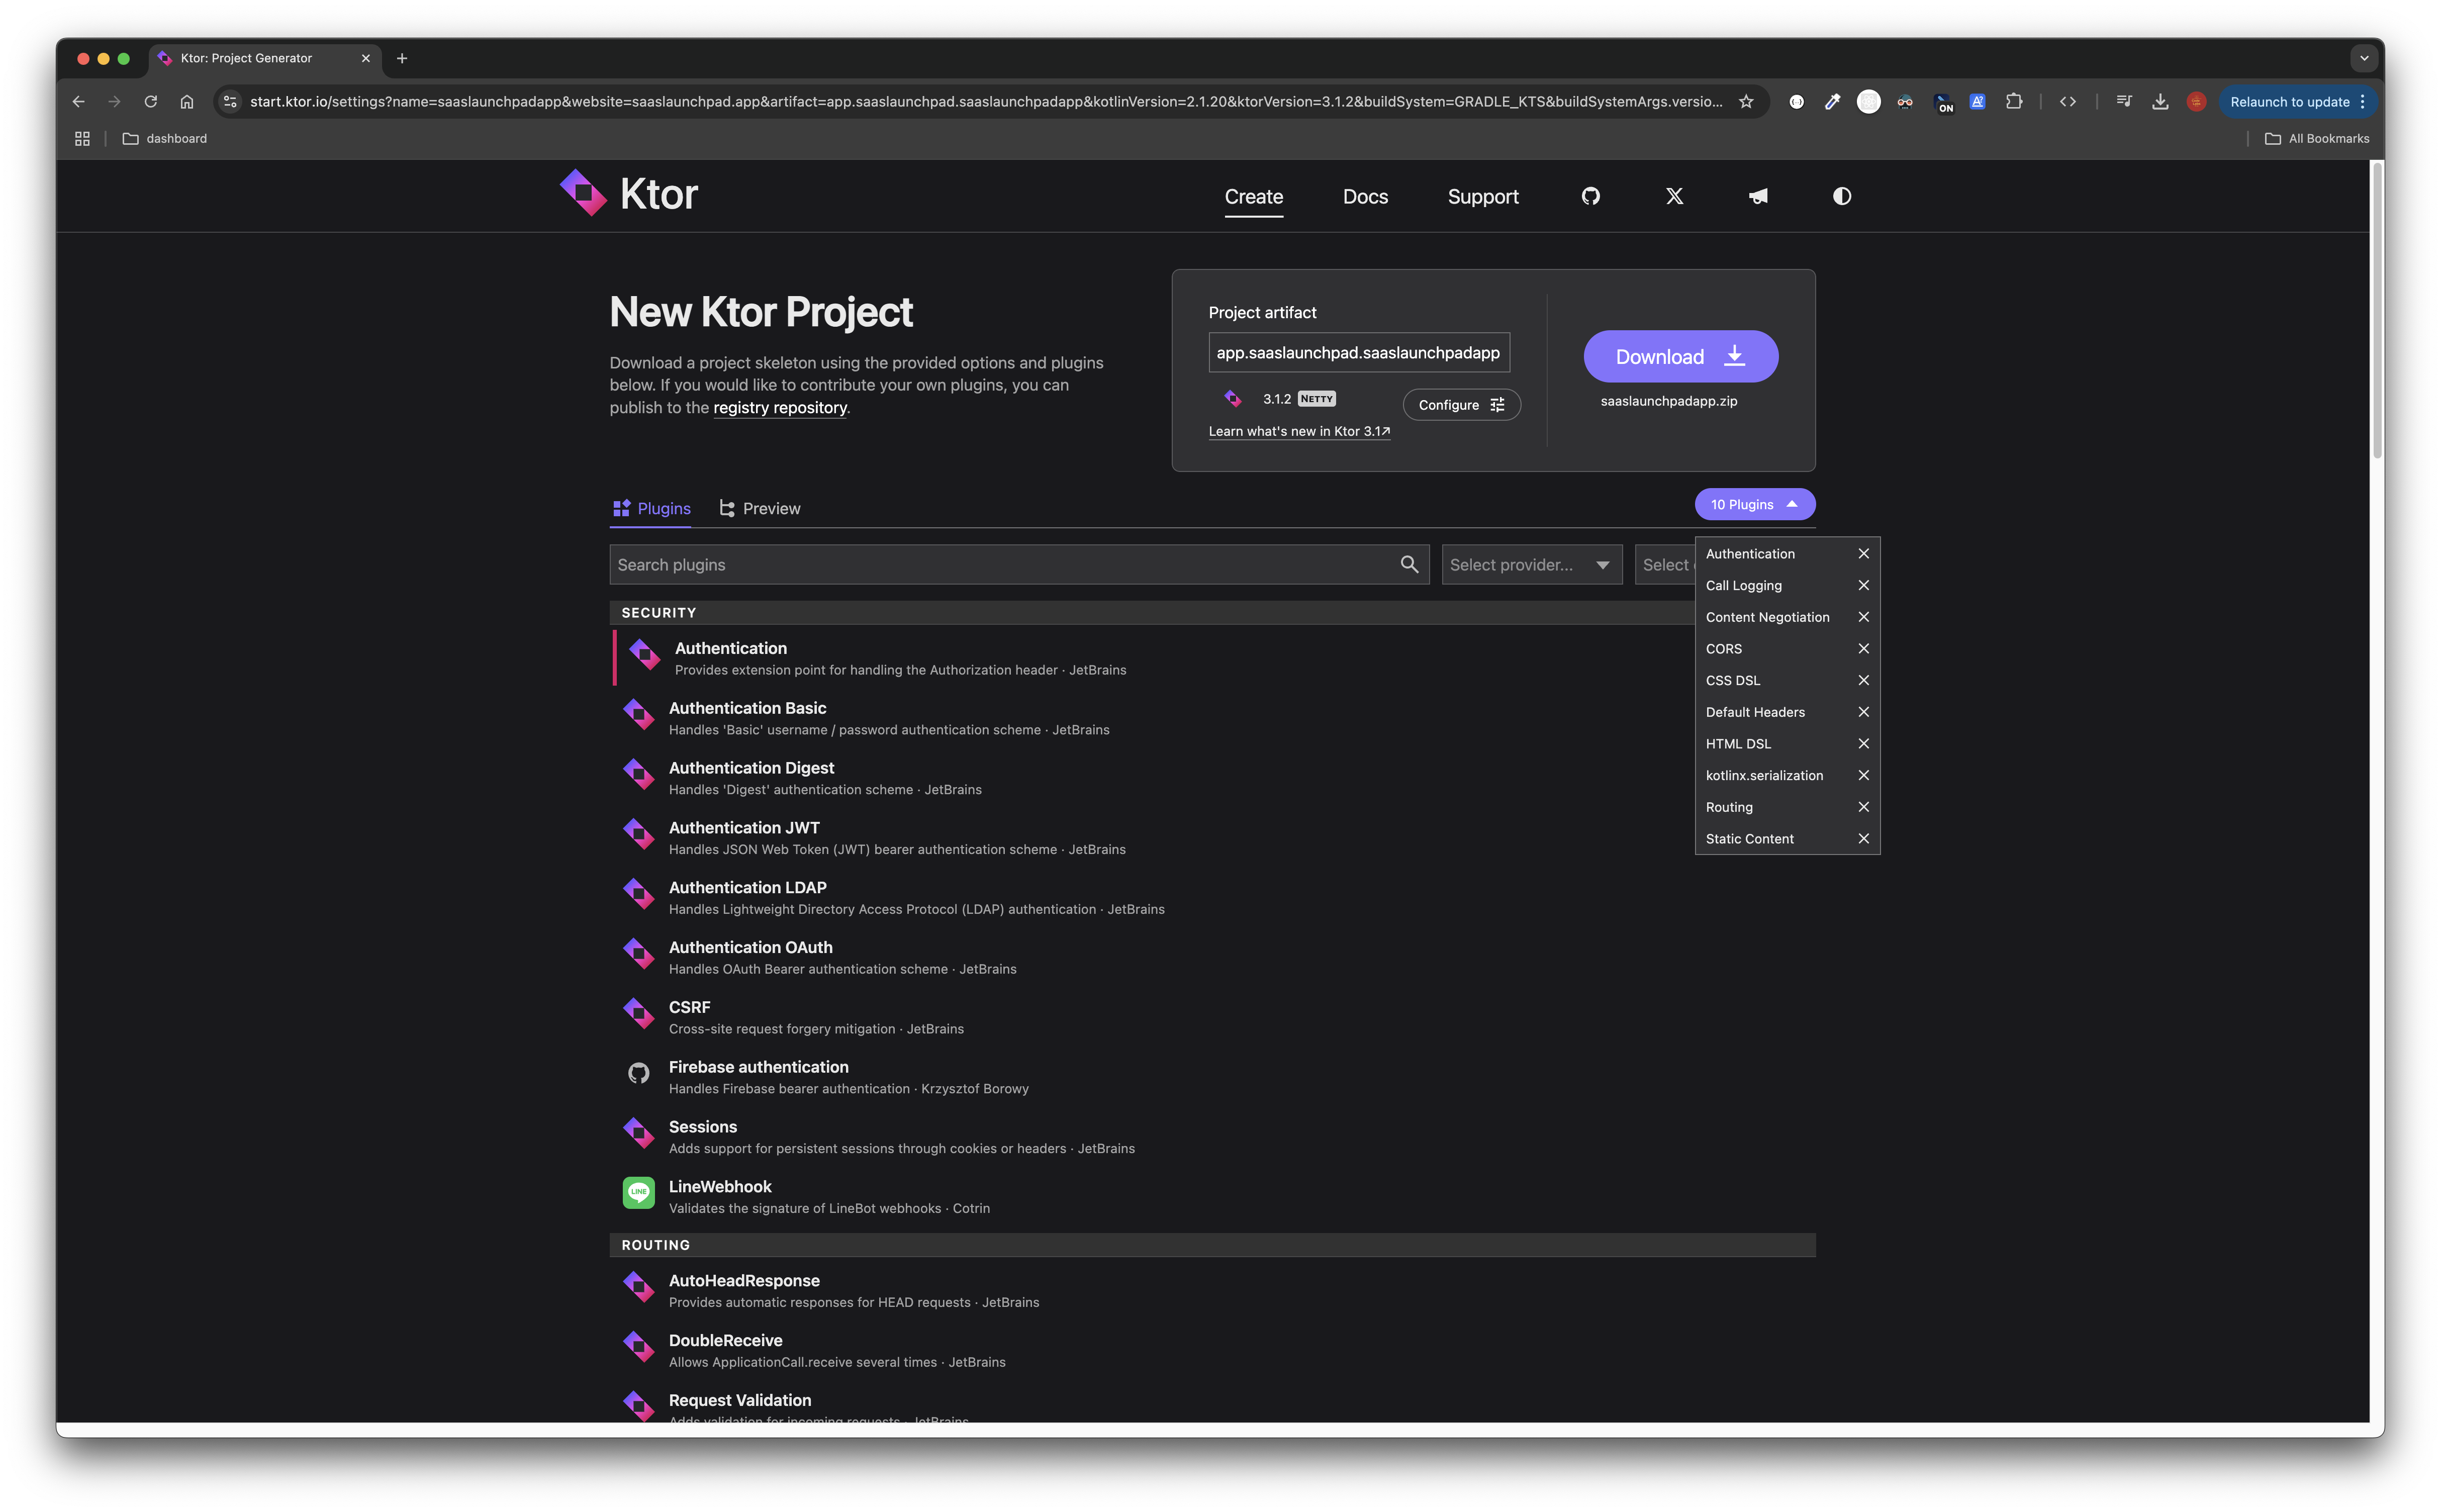 Ktor: Project Generator
start.ktor.io/settings?name=saaslaunchpadapp&website=saaslaunchpad.app&artifact=app.saaslaunchpad.saaslaunchpadapp&kotlinVersion=2.1.20&ktorVersion=3.1.2&buildSystem=GRADLE_KTS&buildSystemArgs.versio...
ON
Relaunch to update
dashboard
All Bookmarks
Ktor
Create
Docs
Support
New Ktor Project
Download a project skeleton using the provided options and plugins
below. If you would like to contribute your own plugins, you can
publish to the registry repository.
Project artifact
app.saaslaunchpad.saaslaunchpadapp
3.1.2 NETTY
Configure
Learn what's new in Ktor 3.1↗
Download
saaslaunchpadapp.zip
Plugins
Preview
10 Plugins
Search plugins
Select provider...
Select
Authentication
Call Logging
Content Negotiation
CORS
CSS DSL
Default Headers
HTML DSL
kotlinx.serialization
Routing
Static Content
SECURITY
Authentication
Provides extension point for handling the Authorization header · JetBrains
Authentication Basic
Handles 'Basic' username / password authentication scheme · JetBrains
Authentication Digest
Handles 'Digest' authentication scheme · JetBrains
Authentication JWT
Handles JSON Web Token (JWT) bearer authentication scheme · JetBrains
Authentication LDAP
Handles Lightweight Directory Access Protocol (LDAP) authentication · JetBrains
Authentication OAuth
Handles OAuth Bearer authentication scheme · JetBrains
CSRF
Cross-site request forgery mitigation · JetBrains
Firebase authentication
Handles Firebase bearer authentication · Krzysztof Borowy
Sessions
Adds support for persistent sessions through cookies or headers · JetBrains
LINE
LineWebhook
Validates the signature of LineBot webhooks · Cotrin
ROUTING
AutoHeadResponse
Provides automatic responses for HEAD requests · JetBrains
DoubleReceive
Allows ApplicationCall.receive several times · JetBrains
Request Validation
Adds validation for incoming requests · JetBrains